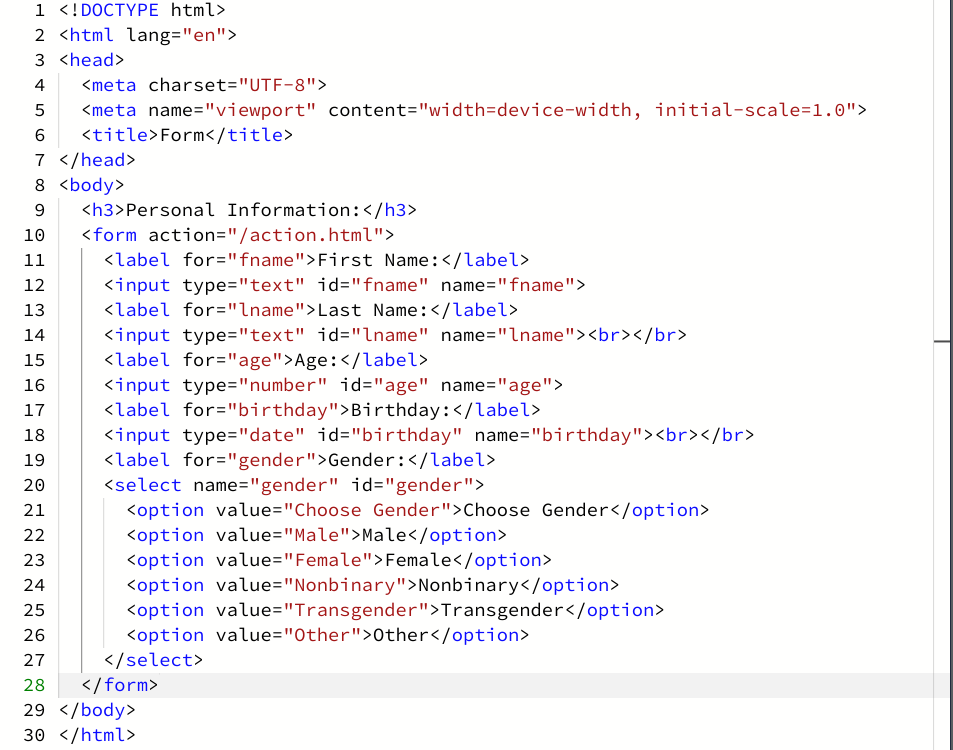 1 <!DOCTYPE html>
2 <html lang="en">
3 <head>
4   <meta charset="UTF-8">
5   <meta name="viewport" content="width=device-width, initial-scale=1.0">
6   <title>Form</title>
7 </head>
8 <body>
9   <h3>Personal Information:</h3>
10   <form action="/action.html">
11     <label for="fname">First Name:</label>
12     <input type="text" id="fname" name="fname">
13     <label for="lname">Last Name:</label>
14     <input type="text" id="lname" name="lname"><br></br>
15     <label for="age">Age:</label>
16     <input type="number" id="age" name="age">
17     <label for="birthday">Birthday:</label>
18     <input type="date" id="birthday" name="birthday"><br></br>
19     <label for="gender">Gender:</label>
20     <select name="gender" id="gender">
21       <option value="Choose Gender">Choose Gender</option>
22       <option value="Male">Male</option>
23       <option value="Female">Female</option>
24       <option value="Nonbinary">Nonbinary</option>
25       <option value="Transgender">Transgender</option>
26       <option value="Other">Other</option>
27     </select>
28   </form>
29 </body>
30 </html>